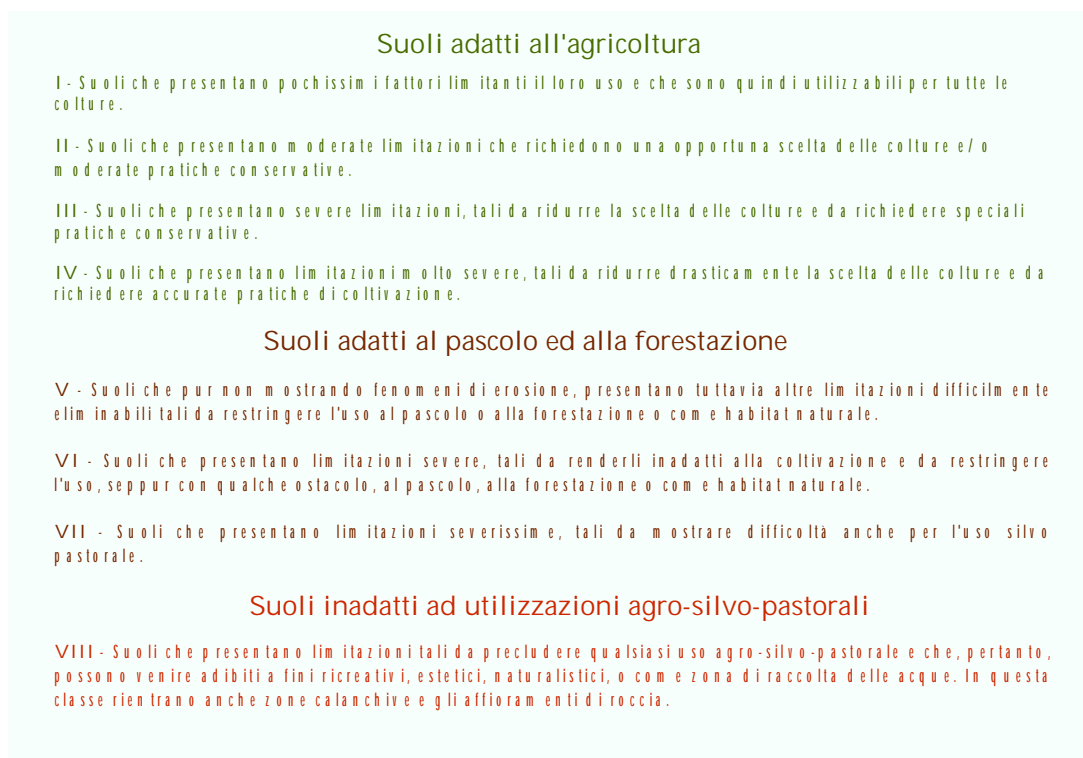 Suoli adatti all'agricoltura
I - Suoli che presentano pochissimi fattori limitanti il loro uso e che sono quindi utilizzabili per tutte le
colture.
II - Suoli che presentano moderate limitazioni che richiedono una opportuna scelta delle colture e/o
moderate pratiche conservative.
III - Suoli che presentano severe limitazioni, tali da ridurre la scelta delle colture e da richiedere speciali
pratiche conservative.
IV - Suoli che presentano limitazioni molto severe, tali da ridurre drasticamente la scelta delle colture e da
richiedere accurate pratiche di coltivazione.
Suoli adatti al pascolo ed alla forestazione
V - Suoli che pur non mostrando fenomeni di erosione, presentano tuttavia altre limitazioni difficilmente
eliminabili tali da restringere l'uso al pascolo o alla forestazione o come habitat naturale.
VI - Suoli che presentano limitazioni severe, tali da renderli inadatti alla coltivazione e da restringere
l'uso, seppur con qualche ostacolo, al pascolo, alla forestazione o come habitat naturale.
VII - Suoli che presentano limitazioni severissime, tali da mostrare difficoltà anche per l'uso silvo
pastorale.
Suoli inadatti ad utilizzazioni agro-silvo-pastorali
VIII - Suoli che presentano limitazioni tali da precludere qualsiasi uso agro-silvo-pastorale e che, pertanto,
possono venire adibiti a fini ricreativi, estetici, naturalistici, o come zona di raccolta delle acque. In questa
classe rientrano anche zone calanchive e gli affioramenti di roccia.